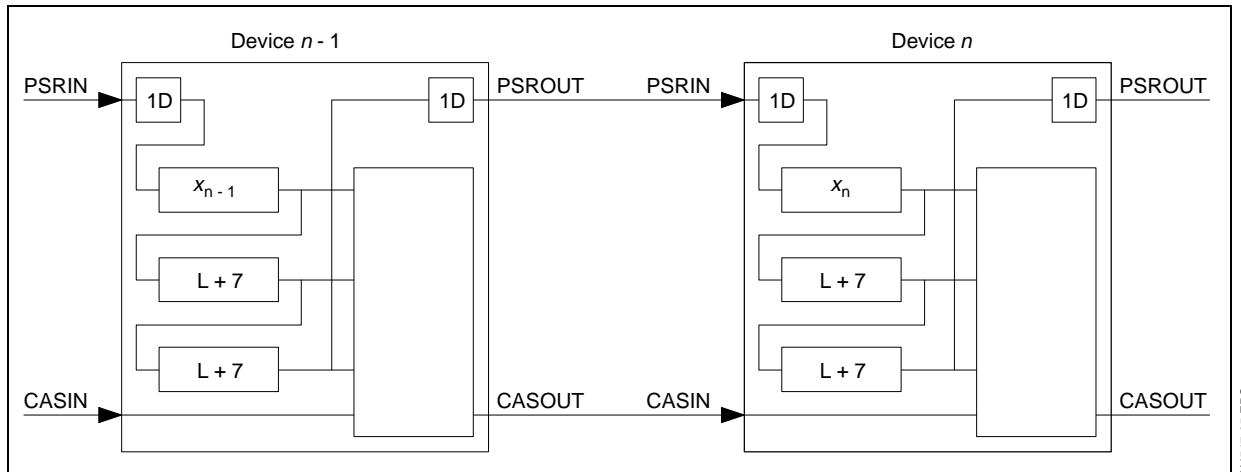 Device n - 1
Device n
PSRIN
1D
1D
PSROUT
PSRIN
1D
1D
PSROUT
xn - 1
xn
L + 7
L + 7
L + 7
L + 7
CASIN
CASOUT
CASIN
CASOUT